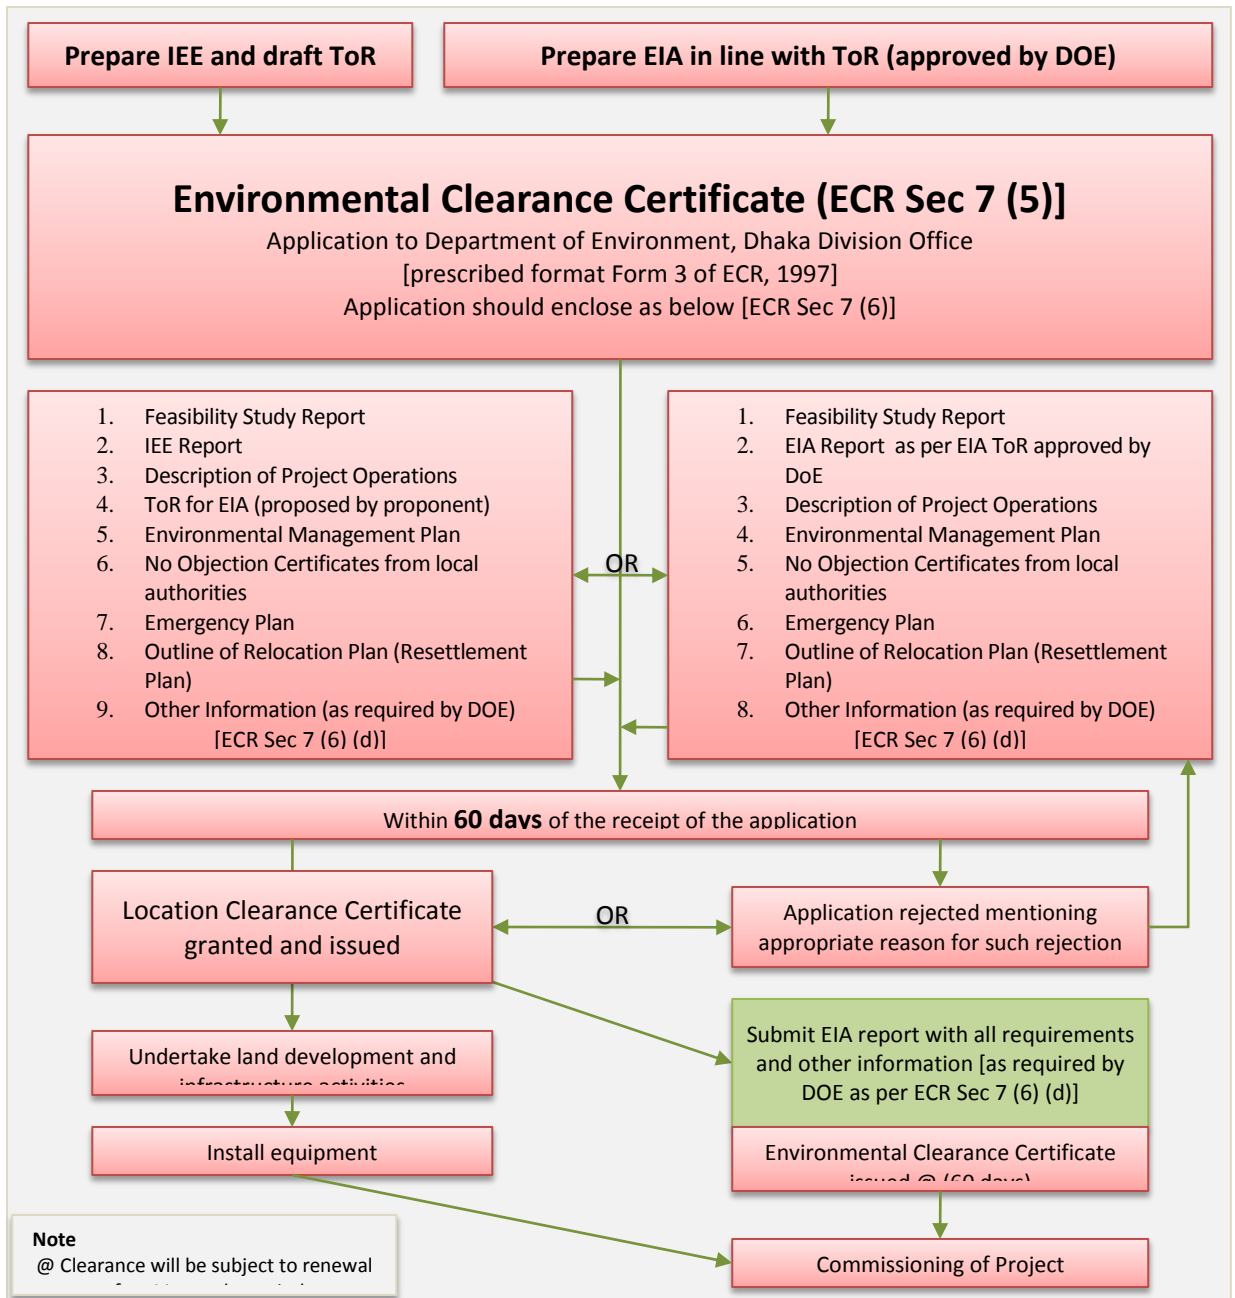 Prepare IEE and draft ToR
Prepare EIA in line with ToR (approved by DOE)
Environmental Clearance Certificate (ECR Sec 7 (5)]
Application to Department of Environment, Dhaka Division Office
[prescribed format Form 3 of ECR, 1997]
Application should enclose as below [ECR Sec 7 (6)]
1. Feasibility Study Report
2. IEE Report
3. Description of Project Operations
4. ToR for EIA (proposed by proponent)
5. Environmental Management Plan
6. No Objection Certificates from local
authorities
7. Emergency Plan
8. Outline of Relocation Plan (Resettlement
Plan)
9. Other Information (as required by DOE)
[ECR Sec 7 (6) (d)]
OR
1. Feasibility Study Report
2. EIA Report as per EIA ToR approved by
DoE
3. Description of Project Operations
4. Environmental Management Plan
5. No Objection Certificates from local
authorities
6. Emergency Plan
7. Outline of Relocation Plan (Resettlement
Plan)
8. Other Information (as required by DOE)
[ECR Sec 7 (6) (d)]
Within 60 days of the receipt of the application
Location Clearance Certificate
granted and issued
OR
Application rejected mentioning
appropriate reason for such rejection
Undertake land development and
infrastructure activities
Submit EIA report with all requirements
and other information [as required by
DOE as per ECR Sec 7 (6) (d)]
Install equipment
Environmental Clearance Certificate
issued @ (60 days)
Commissioning of Project
Note
@ Clearance will be subject to renewal